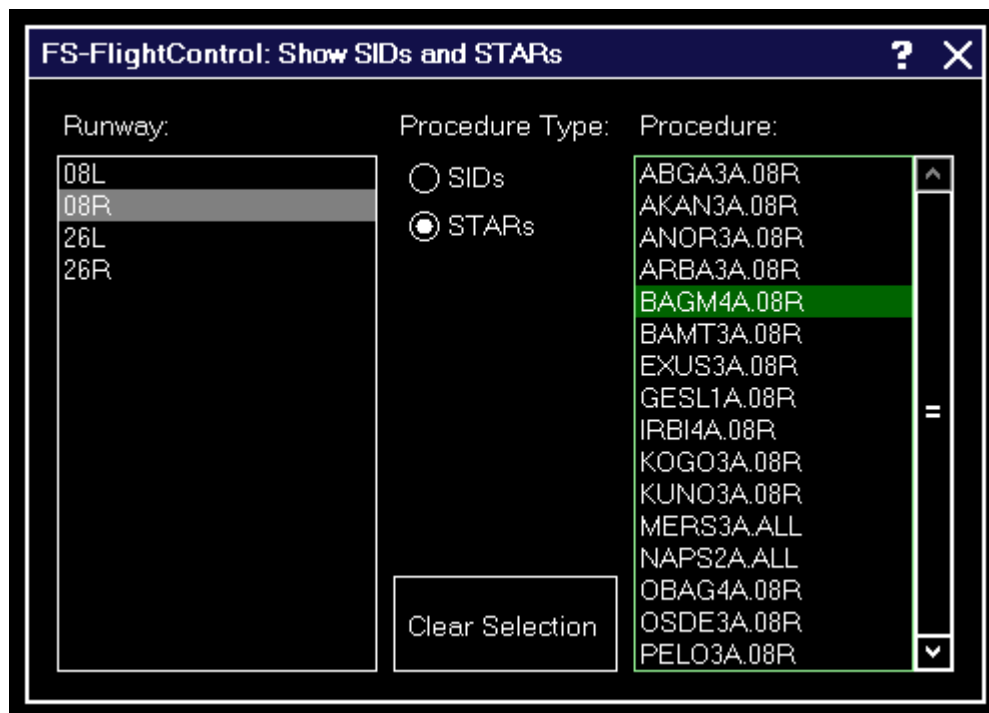 FS-FlightControl: Show SIDs and STARs ? X
Runway:
08L
08R
26L
26R
Procedure Type:
SIDs
STARs
Clear Selection
Procedure:
ABGA3A.08R
AKAN3A.08R
ANOR3A.08R
ARBA3A.08R
BAGM4A.08R
BAMT3A.08R
EXUS3A.08R
GESL1A.08R
IRBI4A.08R
KOGO3A.08R
KUNO3A.08R
MERS3A.ALL
NAPS2A.ALL
OBAG4A.08R
OSDE3A.08R
PELO3A.08R